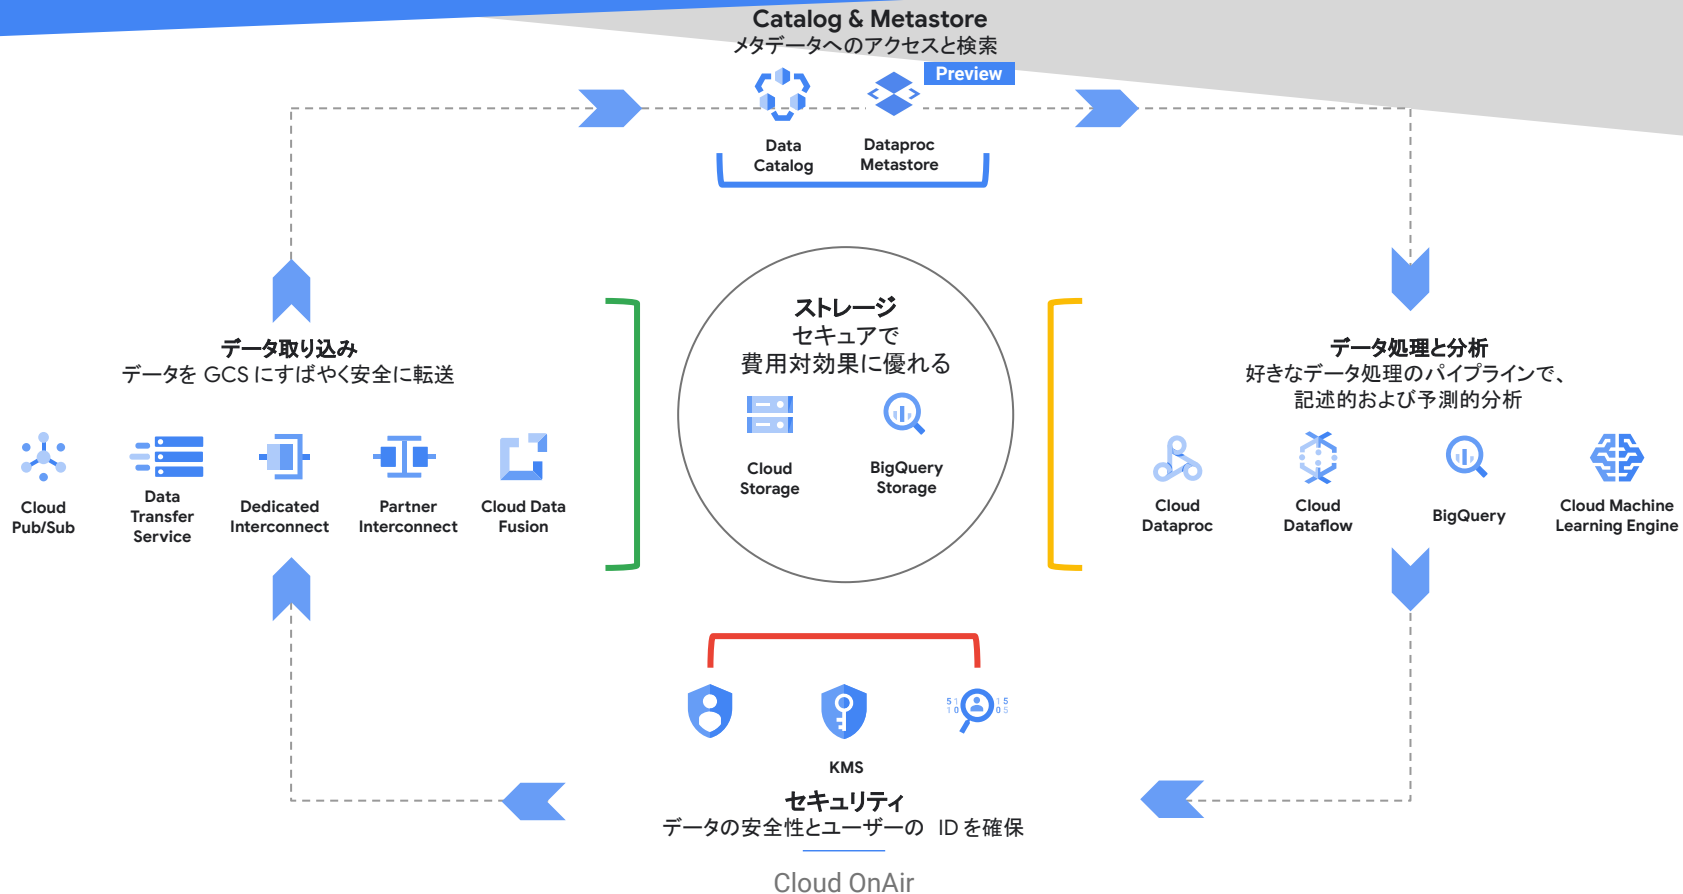 Catalog & Metastore
メタデータへのアクセスと検索
Preview
Data
Catalog
Dataproc
Metastore
ストレージ
セキュアで
費用対効果に優れる
Cloud
Storage
BigQuery
Storage
データ取り込み
データを GCS にすばやく安全に転送
Cloud
Pub/Sub
Data
Transfer
Service
Dedicated
Interconnect
Partner
Interconnect
Cloud Data
Fusion
データ処理と分析
好きなデータ処理のパイプラインで、
記述的および予測的分析
Cloud
Dataproc
Cloud
Dataflow
BigQuery
Cloud Machine
Learning Engine
51 15
10 05
KMS
セキュリティ
データの安全性とユーザーの ID を確保
Cloud OnAir